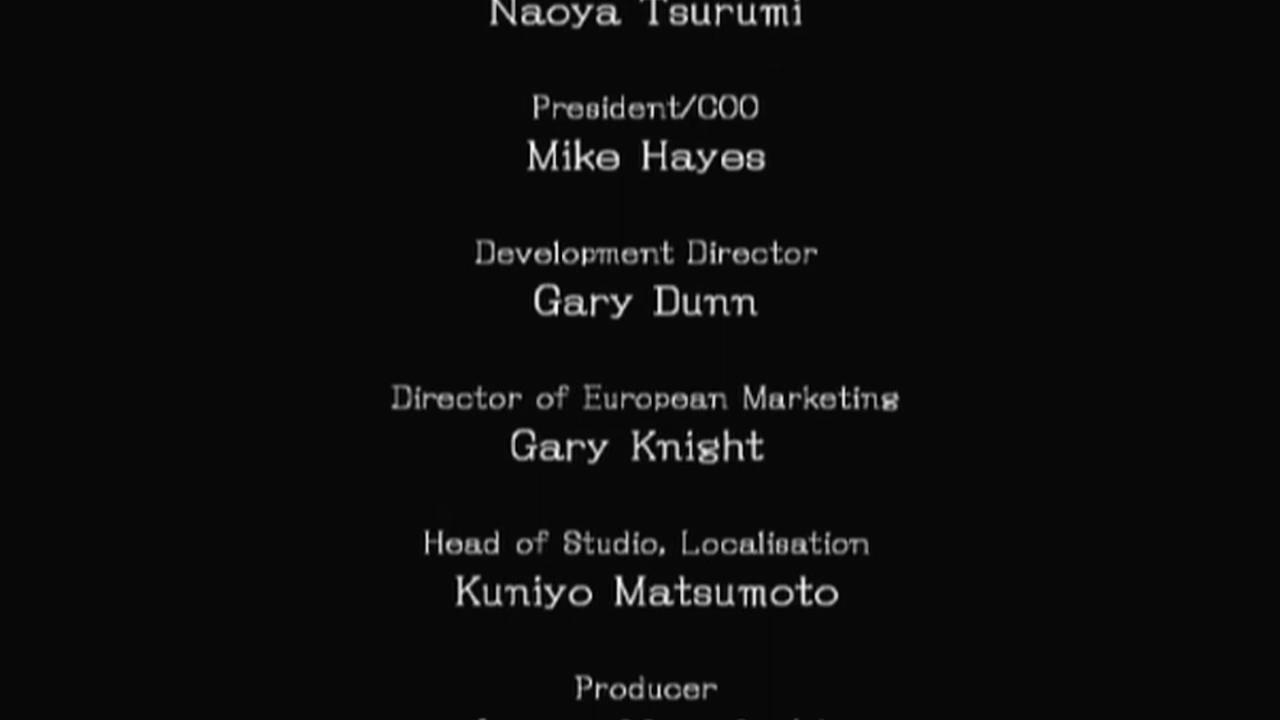 Naoya Tsurumi
President/COO
Mike Hayes
Development Director
Gary Dunn
Director of European Marketing
Gary Knight
Head of Studio, Localisation
Kuniyo Matsumoto
Producer